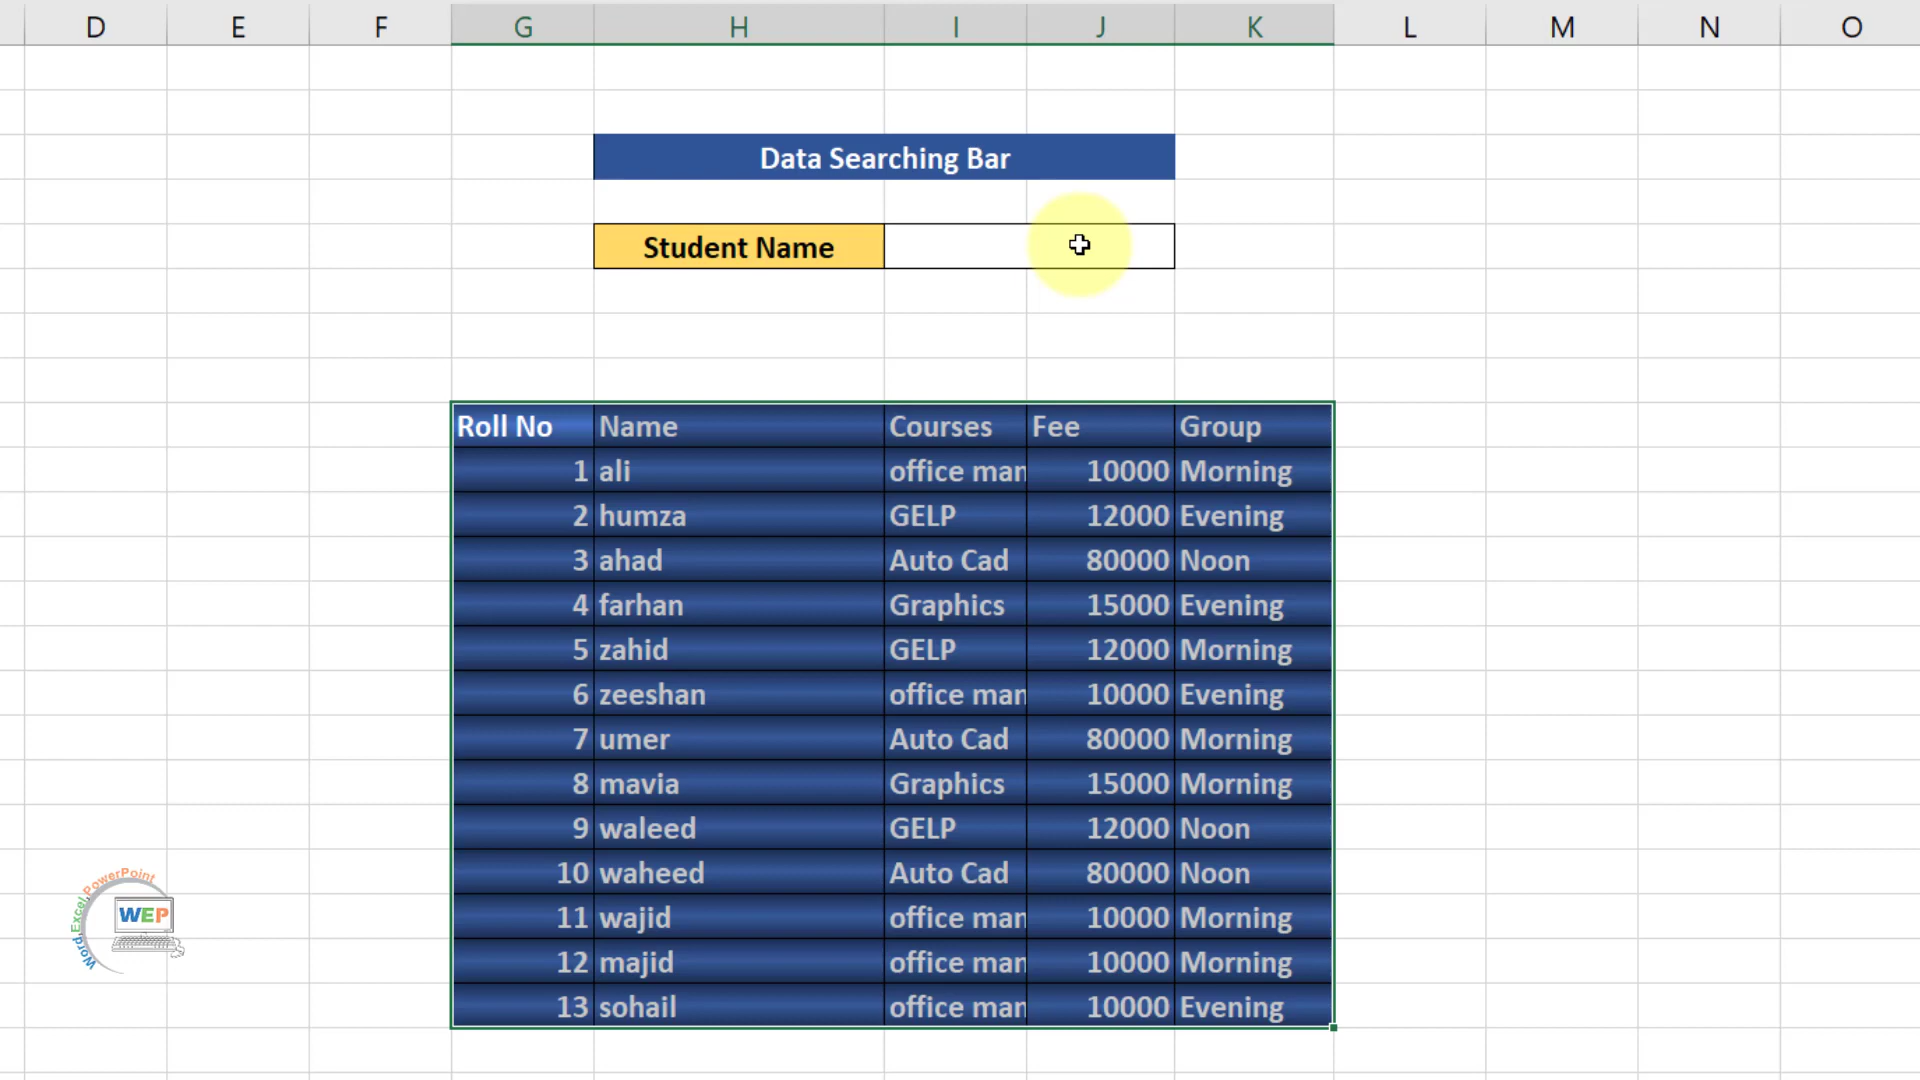 D E F G H I J K L M N O
Data Searching Bar
Student Name
Roll No Name Courses Fee Group
1 ali office man 10000 Morning
2 humza GELP 12000 Evening
3 ahad Auto Cad 80000 Noon
4 farhan Graphics 15000 Evening
5 zahid GELP 12000 Morning
6 zeeshan office man 10000 Evening
7 umer Auto Cad 80000 Morning
8 mavia Graphics 15000 Morning
9 waleed GELP 12000 Noon
10 waheed Auto Cad 80000 Noon
11 wajid office man 10000 Morning
12 majid office man 10000 Morning
13 sohail office man 10000 Evening
Word.Excel.PowerPoint
WEP